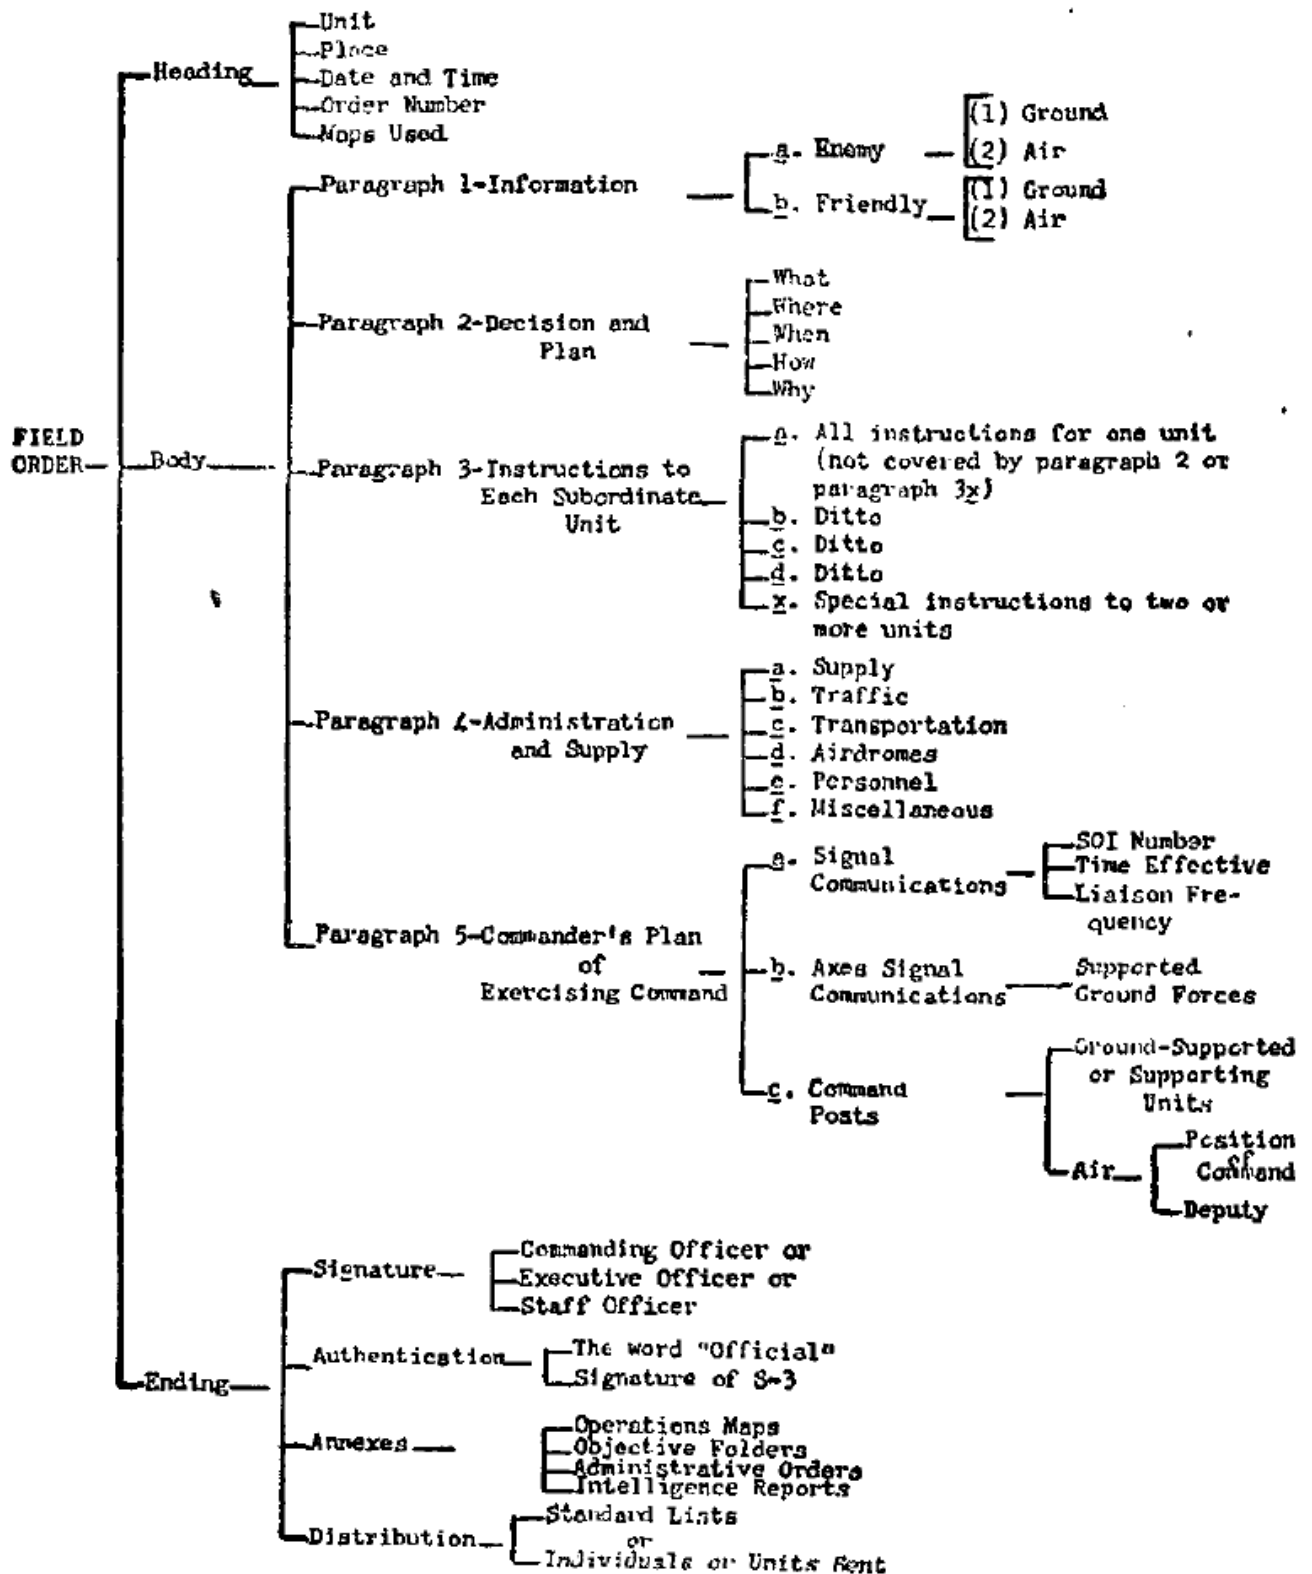 Unit
Place
Heading
Date and Time
Order Number
Maps Used
(1) Ground
a. Enemy
(2) Air
Paragraph 1-Information
(1) Ground
b. Friendly
(2) Air
What
Where
Paragraph 2-Decision and
When
Plan
How
Why
FIELD
ORDER
Body
a. All instructions for one unit
(not covered by paragraph 2 or
paragraph 3x)
Paragraph 3-Instructions to
Each Subordinate
Unit
b. Ditto
c. Ditto
d. Ditto
x. Special instructions to two or
more units
a. Supply
b. Traffic
Paragraph 4-Administration
and Supply
c. Transportation
d. Airdromes
e. Personnel
f. Miscellaneous
Paragraph 5-Commander's Plan
of
Exercising Command
a. Signal
Communications
SOI Number
Time Effective
Liaison Fre-
quency
b. Axes Signal
Communications
Supported
Ground Forces
c. Command
Posts
Ground-Supported
or Supporting
Units
Air
Position
of
Command
Deputy
Ending
Signature
Commanding Officer or
Executive Officer or
Staff Officer
Authentication
The word "Official"
Signature of S-3
Annexes
Operations Maps
Objective Folders
Administrative Orders
Intelligence Reports
Distribution
Standard Lists
or
Individuals or Units